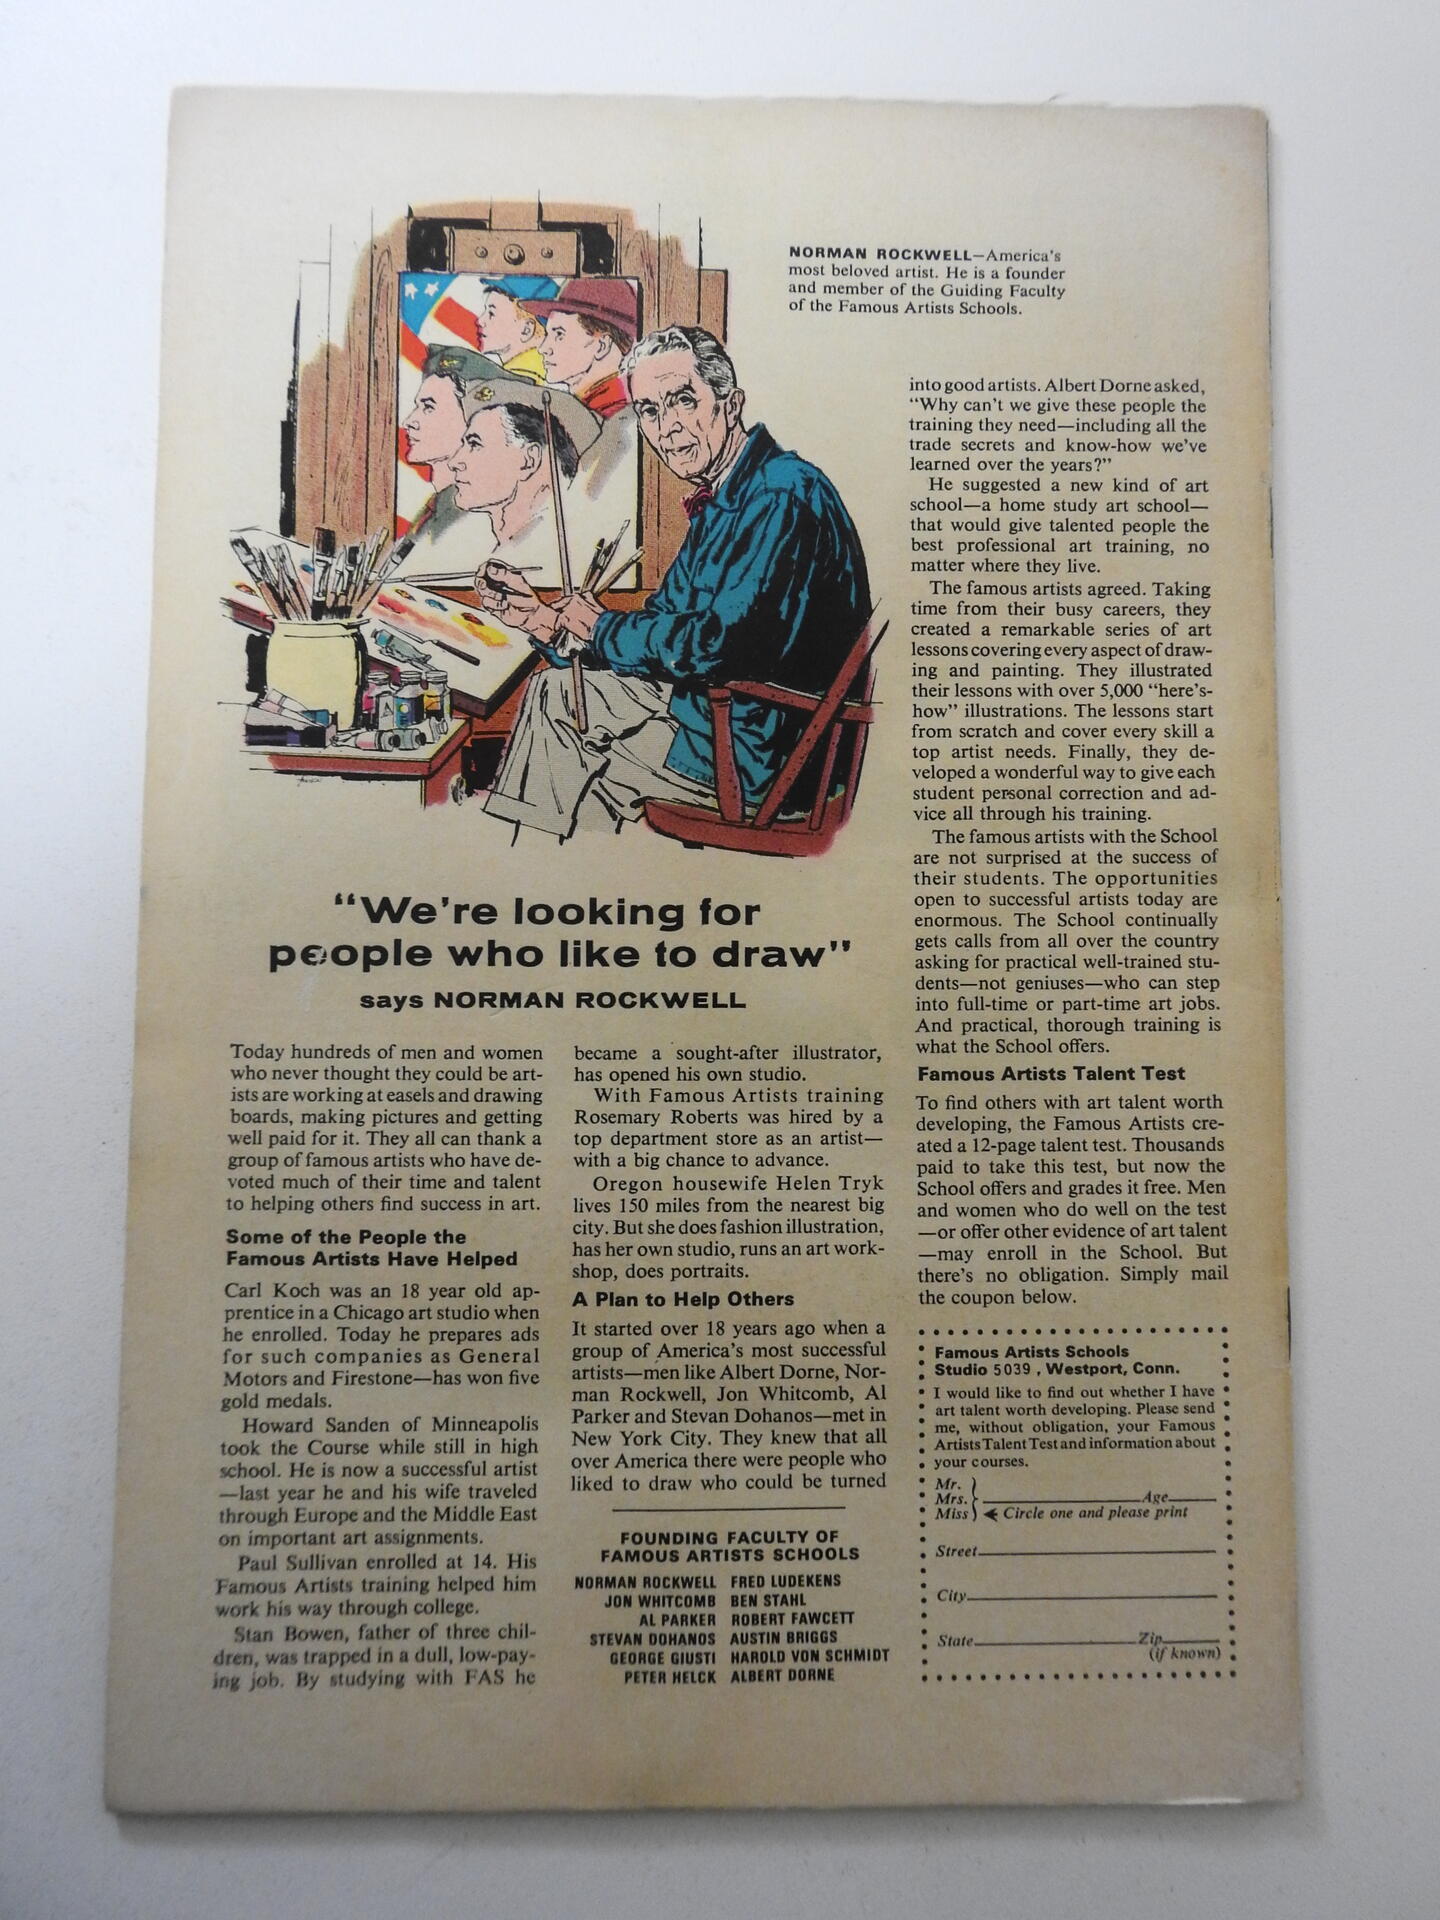 NORMAN ROCKWELL—America's
most beloved artist. He is a founder
and member of the Guiding Faculty
of the Famous Artists Schools.
"We're looking for
people who like to draw"
says NORMAN ROCKWELL
Today hundreds of men and women
who never thought they could be art-
ists are working at easels and drawing
boards, making pictures and getting
well paid for it. They all can thank a
group of famous artists who have de-
voted much of their time and talent
to helping others find success in art.
Some of the People the
Famous Artists Have Helped
Carl Koch was an 18 year old ap-
prentice in a Chicago art studio when
he enrolled. Today he prepares ads
for such companies as General
Motors and Firestone—has won five
gold medals.
Howard Sanden of Minneapolis
took the Course while still in high
school. He is now a successful artist
—last year he and his wife traveled
through Europe and the Middle East
on important art assignments.
Paul Sullivan enrolled at 14. His
Famous Artists training helped him
work his way through college.
Stan Bowen, father of three chil-
dren, was trapped in a dull, low-pay-
ing job. By studying with FAS he
became a sought-after illustrator,
has opened his own studio.
With Famous Artists training
Rosemary Roberts was hired by a
top department store as an artist—
with a big chance to advance.
Oregon housewife Helen Tryk
lives 150 miles from the nearest big
city. But she does fashion illustration,
has her own studio, runs an art work-
shop, does portraits.
A Plan to Help Others
It started over 18 years ago when a
group of America's most successful
artists—men like Albert Dorne, Nor-
man Rockwell, Jon Whitcomb, Al
Parker and Stevan Dohanos—met in
New York City. They knew that all
over America there were people who
liked to draw who could be turned
into good artists. Albert Dorne asked,
"Why can't we give these people the
training they need—including all the
trade secrets and know-how we've
learned over the years?"
He suggested a new kind of art
school—a home study art school—
that would give talented people the
best professional art training, no
matter where they live.
The famous artists agreed. Taking
time from their busy careers, they
created a remarkable series of art
lessons covering every aspect of draw-
ing and painting. They illustrated
their lessons with over 5,000 "here's-
how" illustrations. The lessons start
from scratch and cover every skill a
top artist needs. Finally, they de-
veloped a wonderful way to give each
student personal correction and ad-
vice all through his training.
The famous artists with the School
are not surprised at the success of
their students. The opportunities
open to successful artists today are
enormous. The School continually
gets calls from all over the country
asking for practical well-trained stu-
dents—not geniuses—who can step
into full-time or part-time art jobs.
And practical, thorough training is
what the School offers.
Famous Artists Talent Test
To find others with art talent worth
developing, the Famous Artists cre-
ated a 12-page talent test. Thousands
paid to take this test, but now the
School offers and grades it free. Men
and women who do well on the test
—or offer other evidence of art talent
—may enroll in the School. But
there's no obligation. Simply mail
the coupon below.
FOUNDING FACULTY OF
FAMOUS ARTISTS SCHOOLS
NORMAN ROCKWELL FRED LUDEKENS
JON WHITCOMB BEN STAHL
AL PARKER ROBERT FAWCETT
STEVAN DOHANOS AUSTIN BRIGGS
GEORGE GIUSTI HAROLD VON SCHMIDT
PETER HELCK ALBERT DORNE
Famous Artists Schools
Studio 5039, Westport, Conn.
I would like to find out whether I have
art talent worth developing. Please send
me, without obligation, your Famous
Artists Talent Test and information about
your courses.
Mr.
Mrs. Age
Miss Circle one and please print
Street
City
State Zip
(if known)